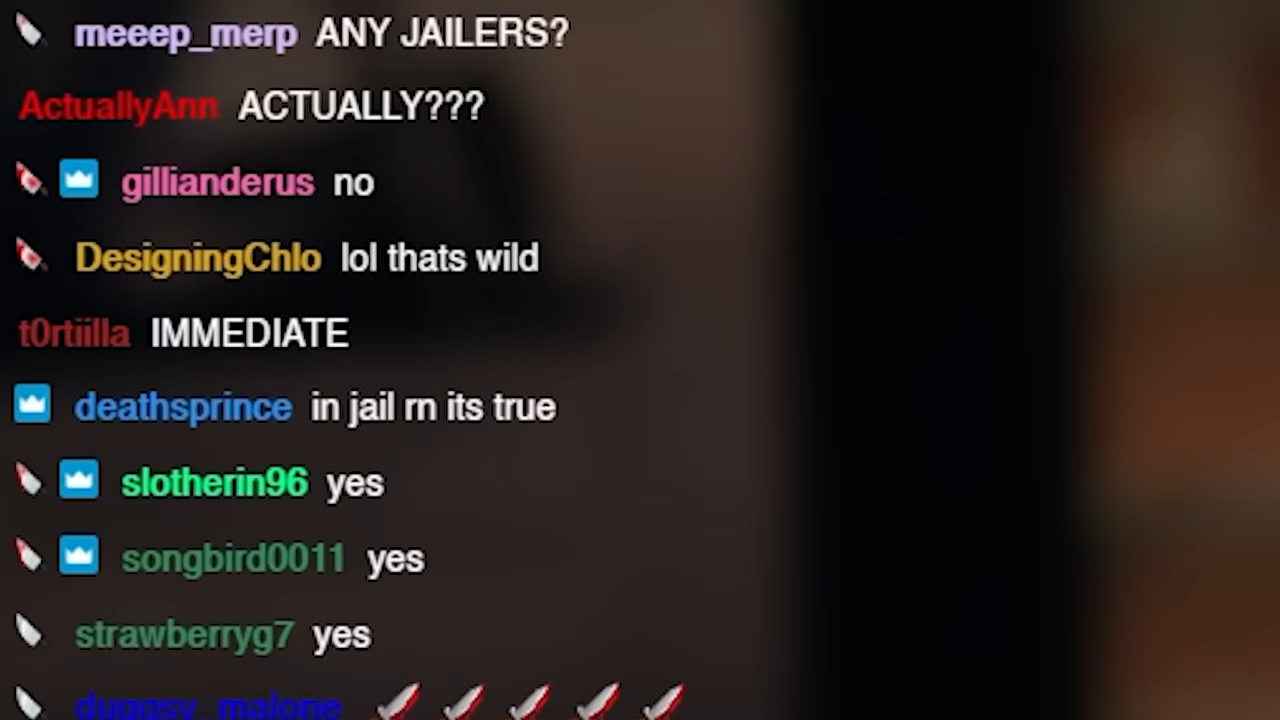 meeep_merp ANY JAILERS?
ActuallyAnn ACTUALLY???
gillianderus no
DesigningChlo lol thats wild
t0rtiilla IMMEDIATE
deathsprince in jail rn its true
slotherin96 yes
songbird0011 yes
strawberryg7 yes
duggsy_malone